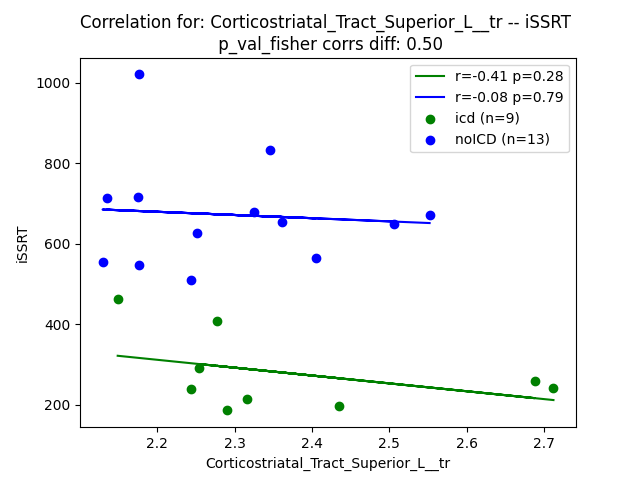 Correlation for: Corticostriatal_Tract_Superior_L__tr -- iSSRT
p_val_fisher corrs diff: 0.50
r=-0.41 p=0.28
r=-0.08 p=0.79
icd (n=9)
noICD (n=13)
iSSRT
1000
800
600
400
200
2.2 2.3 2.4 2.5 2.6 2.7
Corticostriatal_Tract_Superior_L__tr